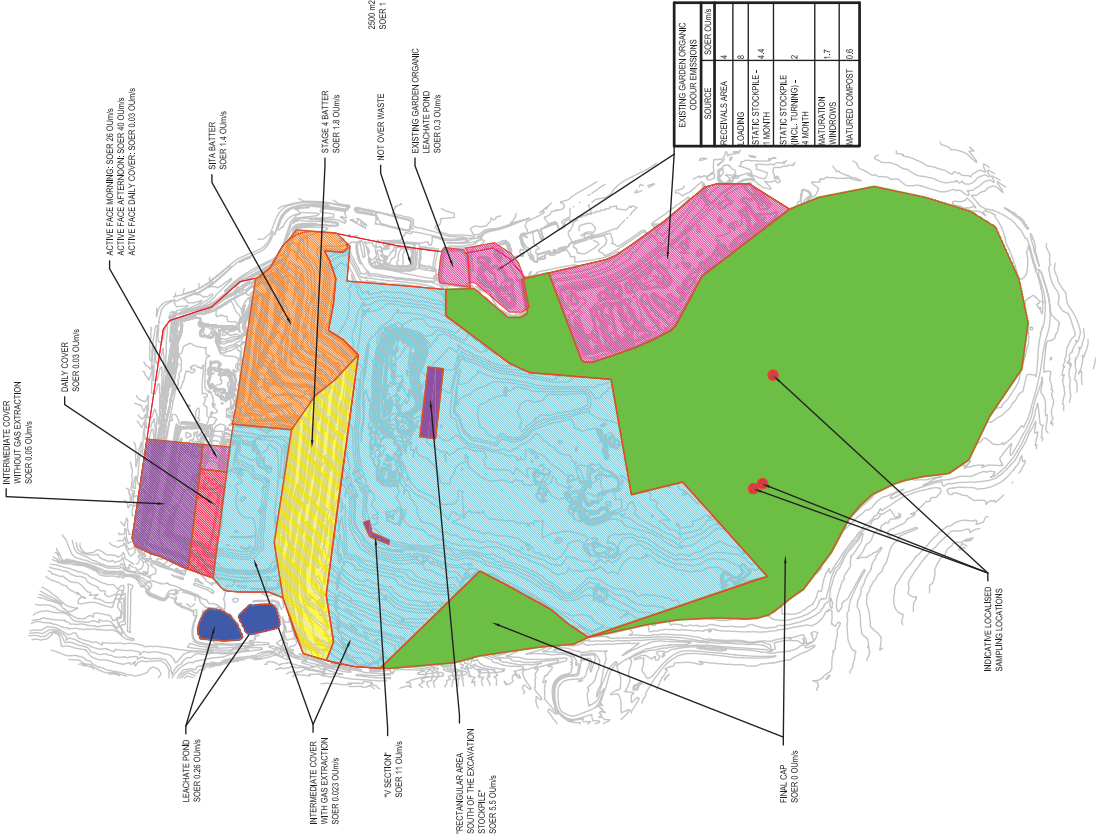 INTERMEDIATE COVER
WITHOUT GAS EXTRACTION
SOER 0.05 OUm/s
DAILY COVER
SOER 0.03 OUm/s
ACTIVE FACE MORNING: SOER 26 OUm/s
ACTIVE FACE AFTERNOON: SOER 40 OUm/s
ACTIVE FACE DAILY COVER: SOER 0.03 OUm/s
SITA BATTER
SOER 1.4 OUm/s
STAGE 4 BATTER
SOER 1.8 OUm/s
NOT OVER WASTE
EXISTING GARDEN ORGANIC
LEACHATE POND
SOER 0.3 OUm/s
2500 m2
SOER 1
EXISTING GARDEN ORGANIC
ODOUR EMISSIONS
SOURCE SOER OUm/s
RECEIVALS AREA 4
LOADING 8
STATIC STOCKPILE - 4.4
1 MONTH
STATIC STOCKPILE
(INCL. TURNING) - 2
4 MONTH
MATURATION 1.7
WINDROWS
MATURED COMPOST 0.6
LEACHATE POND
SOER 0.26 OUm/s
INTERMEDIATE COVER
WITH GAS EXTRACTION
SOER 0.023 OUm/s
"V SECTION"
SOER 11 OUm/s
"RECTANGULAR AREA
SOUTH OF THE EXCAVATION
STOCKPILE"
SOER 5.5 OUm/s
FINAL CAP
SOER 0 OUm/s
INDICATIVE LOCALISED
SAMPLING LOCATIONS